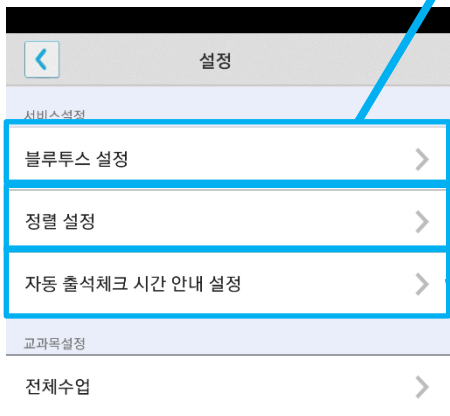 설정
서비스설정
블루투스 설정
정렬 설정
자동 출석체크 시간 안내 설정
교과목설정
전체수업